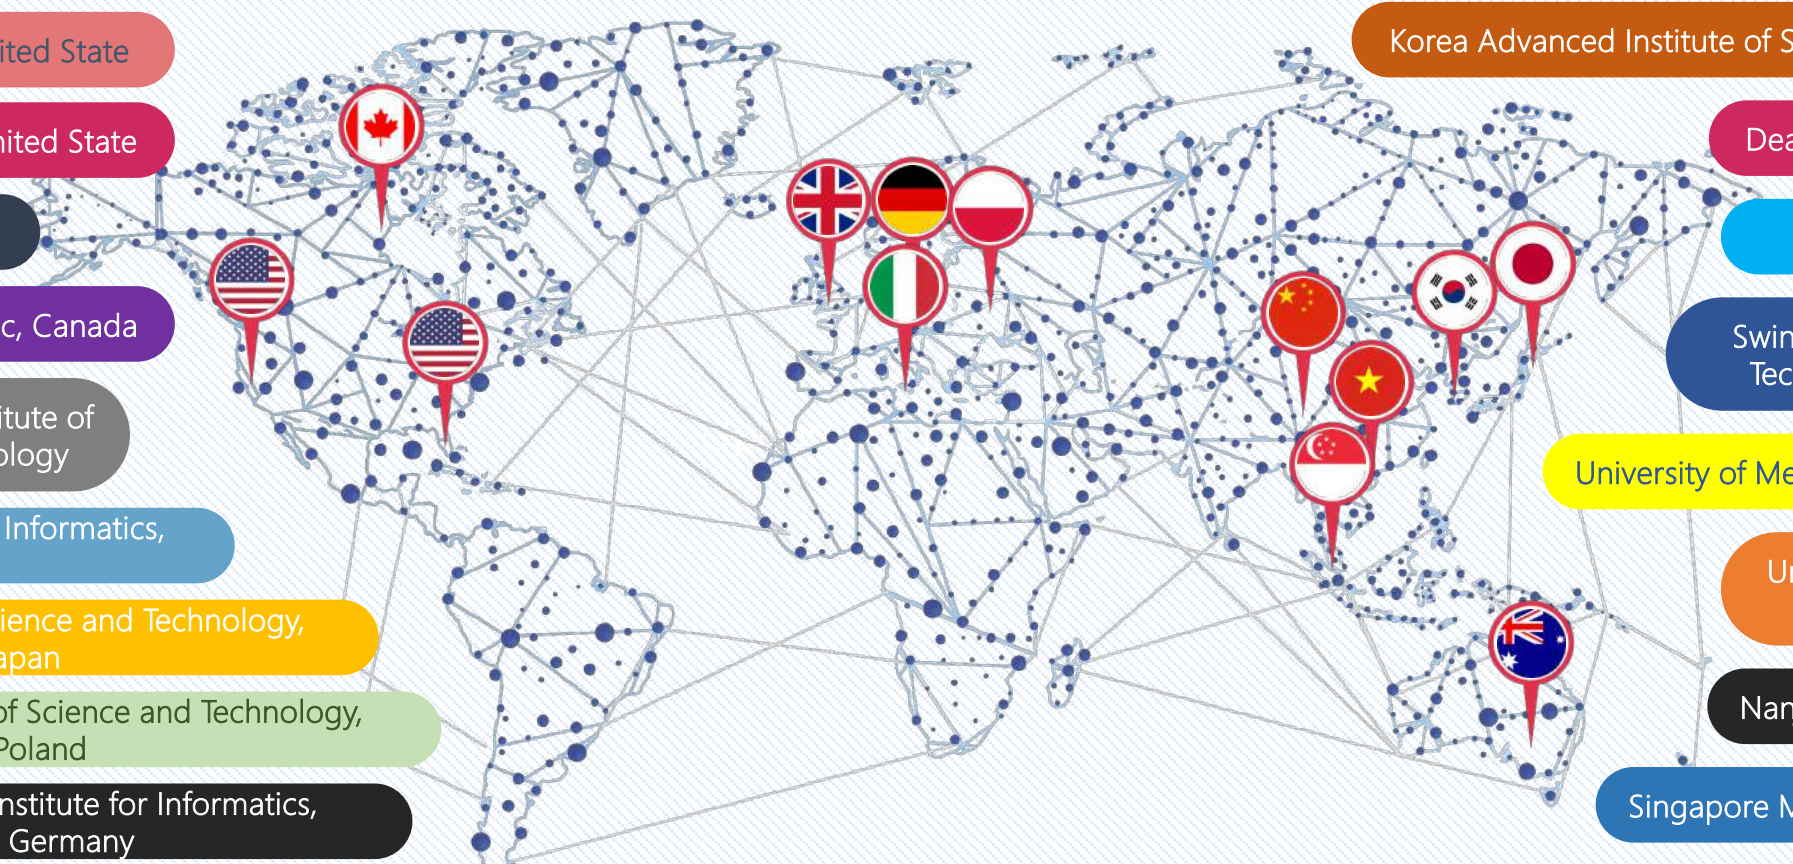 ited State
nited State
c, Canada
itute of
ology
Informatics,
ience and Technology,
apan
of Science and Technology,
Poland
nstitute for Informatics,
Germany
Korea Advanced Institute of S
Dea
Swin
Tec
University of Me
Un
Nan
Singapore M